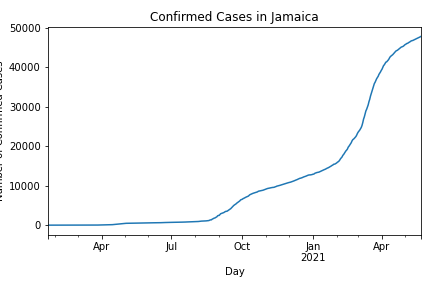 Confirmed Cases in Jamaica
50000
40000
30000
20000
10000
0
Number of Confirmed Cases
Apr
Jul
Oct
Jan
2021
Apr
Day